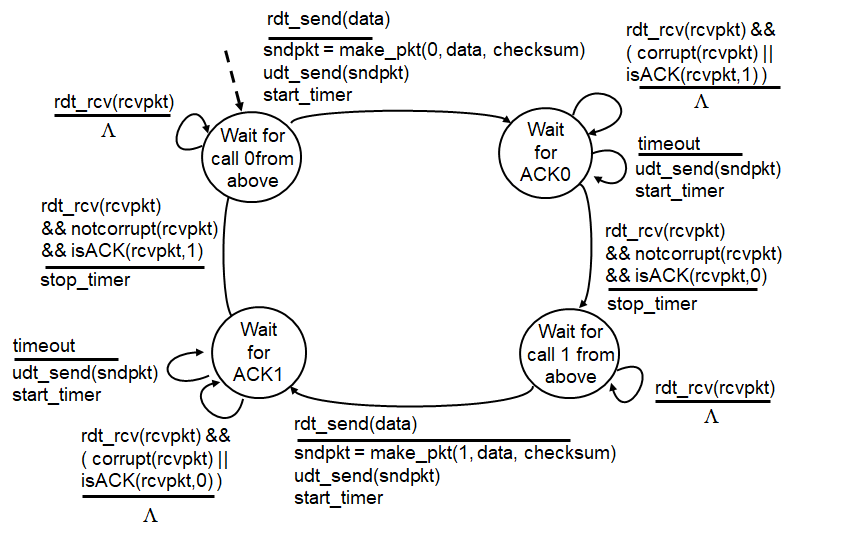 rdt_send(data)
sndpkt = make_pkt(0, data, checksum)
udt_send(sndpkt)
start_timer
rdt_rcv(rcvpkt) &&
( corrupt(rcvpkt) ||
isACK(rcvpkt,1) )
Λ
rdt_rcv(rcvpkt)
Λ
Wait for
call 0from
above
Wait
for
ACK0
timeout
udt_send(sndpkt)
start_timer
rdt_rcv(rcvpkt)
&& notcorrupt(rcvpkt)
&& isACK(rcvpkt,1)
stop_timer
rdt_rcv(rcvpkt)
&& notcorrupt(rcvpkt)
&& isACK(rcvpkt,0)
stop_timer
Wait
for
ACK1
Wait for
call 1 from
above
timeout
udt_send(sndpkt)
start_timer
rdt_rcv(rcvpkt)
Λ
rdt_rcv(rcvpkt) &&
( corrupt(rcvpkt) ||
isACK(rcvpkt,0) )
Λ
rdt_send(data)
sndpkt = make_pkt(1, data, checksum)
udt_send(sndpkt)
start_timer